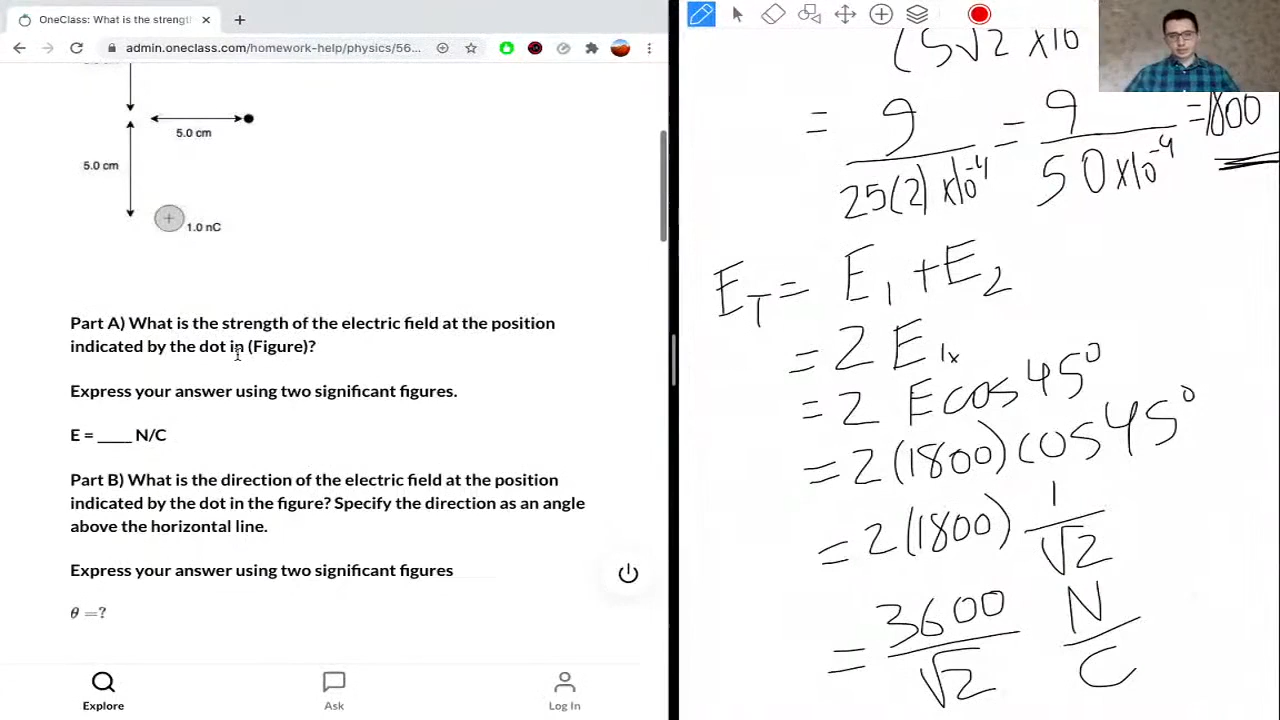 OneClass: What is the strengt
admin.oneclass.com/homework-help/physics/56...
5.0 cm
5.0 cm
1.0 nC
Part A) What is the strength of the electric field at the position
indicated by the dot in (Figure)?
Express your answer using two significant figures.
E = ____ N/C
Part B) What is the direction of the electric field at the position
indicated by the dot in the figure? Specify the direction as an angle
above the horizontal line.
Express your answer using two significant figures
θ =?
Explore
Ask
Log In
(5√2 x10
= 9/25(2) x10^-4 = 9/50x10^-4 = 1800
E_T = E_1 + E_2
= 2 E_1x
= 2 E cos 45°
= 2(1800) cos 45°
= 2(1800) 1/√2
= 3600/√2 N/C